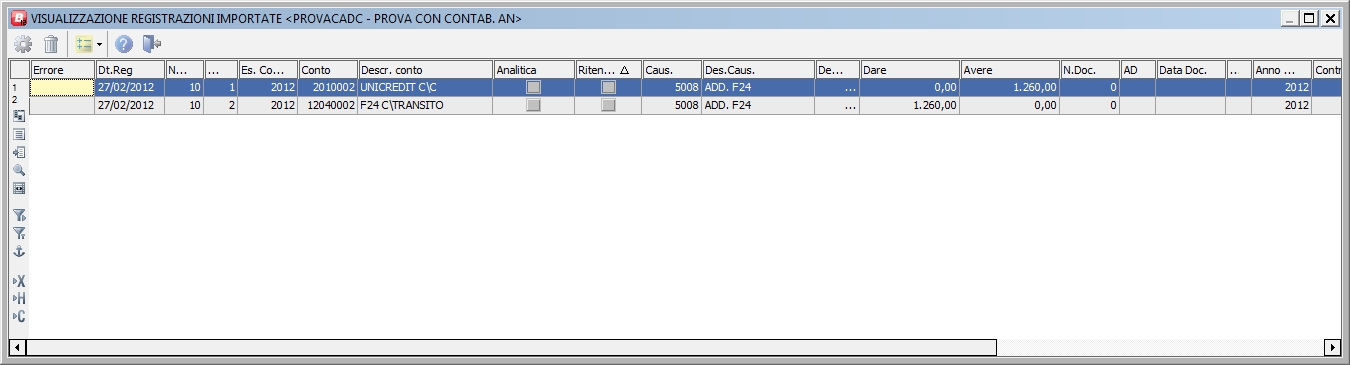 VISUALIZZAZIONE REGISTRAZIONI IMPORTATE <PROVACADC - PROVA CON CONTAB. AN>
Errore Dt.Reg N... ... Es. Co... Conto Descr. conto Analitica Riten... Caus. Des.Caus. De... Dare Avere N.Doc. AD Data Doc. .. Anno ... Contr
1 27/02/2012 10 1 2012 2010002 UNICREDIT C\C 5008 ADD. F24 ... 0,00 1.260,00 0 2012
2 27/02/2012 10 2 2012 12040002 F24 C\TRANSITO 5008 ADD. F24 ... 1.260,00 0,00 0 2012
X
H
C